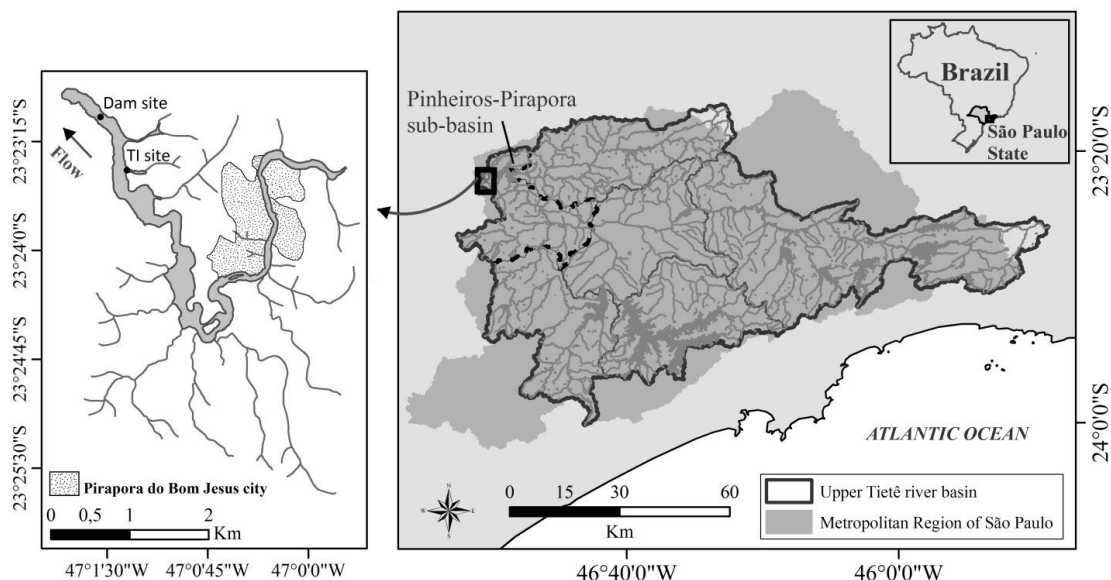 Dam site
TI site
Flow
23°23'15"S
23°24'0"S
23°24'45"S
23°25'30"S
Pirapora do Bom Jesus city
0 0,5 1 2
Km
47°1'30"W 47°0'45"W 47°0'0"W
Pinheiros-Pirapora
sub-basin
Brazil
São Paulo
State
23°20'0"S
24°0'0"S
ATLANTIC OCEAN
N
W E
S
0 15 30 60
Km
Upper Tietê river basin
Metropolitan Region of São Paulo
46°40'0"W 46°0'0"W